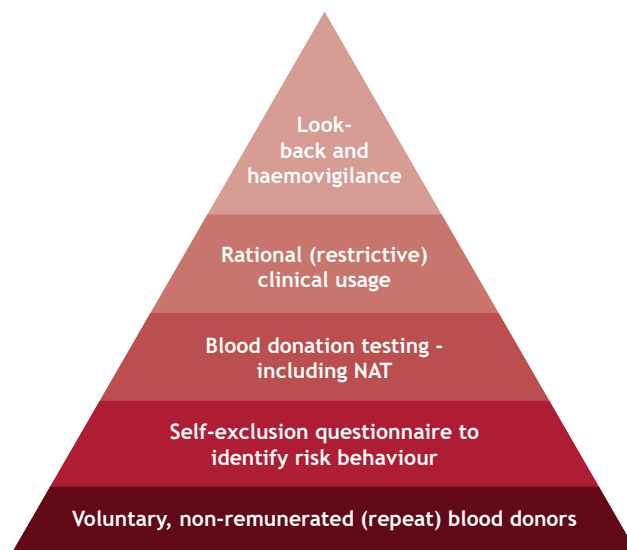 Look-
back and
haemovigilance
Rational (restrictive)
clinical usage
Blood donation testing -
including NAT
Self-exclusion questionnaire to
identify risk behaviour
Voluntary, non-remunerated (repeat) blood donors